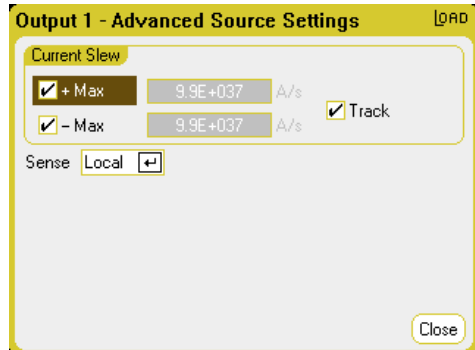 Output 1 - Advanced Source Settings LOAD
Current Slew
+ Max 9.9E+037 A/s
Track
− Max 9.9E+037 A/s
Sense Local
Close